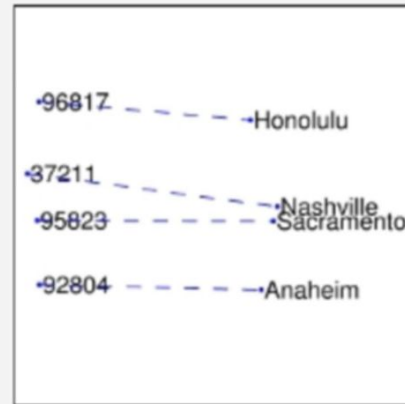 96817 Honolulu
37211 Nashville
95823 Sacramento
92804 Anaheim